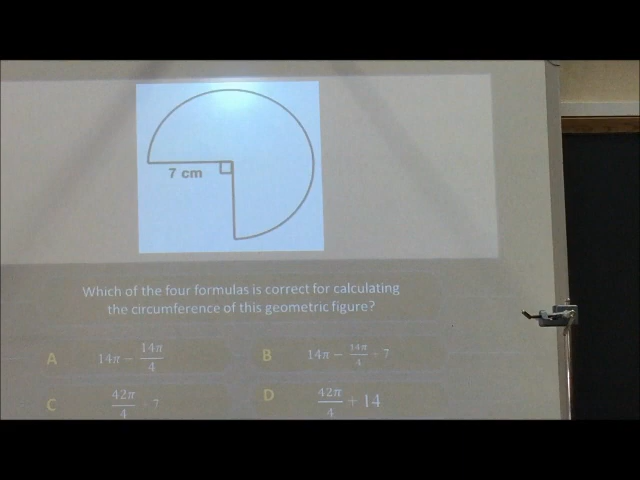 7 cm
Which of the four formulas is correct for calculating
the circumference of this geometric figure?
A 14π − 14π/4
B 14π − 14π/4 + 7
C 42π/4 + 7
D 42π/4 + 14